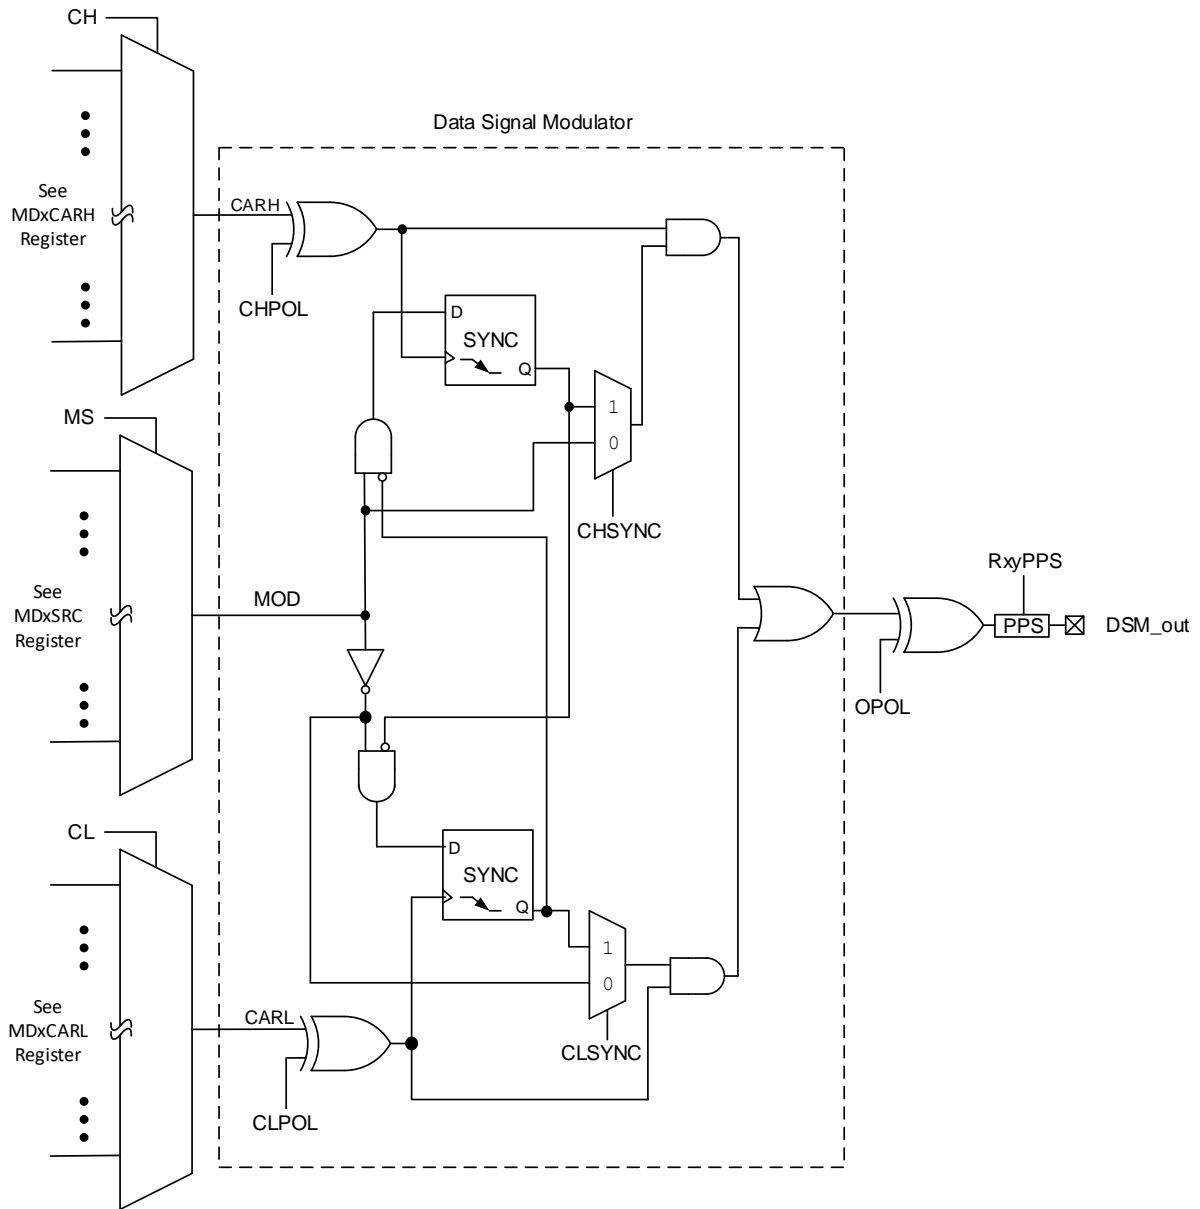 CH
Data Signal Modulator
See
MDxCARH
Register
CARH
CHPOL
D
SYNC
Q
1
0
CHSYNC
MS
See
MDxSRC
Register
MOD
RxyPPS
PPS
DSM_out
OPOL
CL
D
SYNC
Q
1
0
CLSYNC
See
MDxCARL
Register
CARL
CLPOL